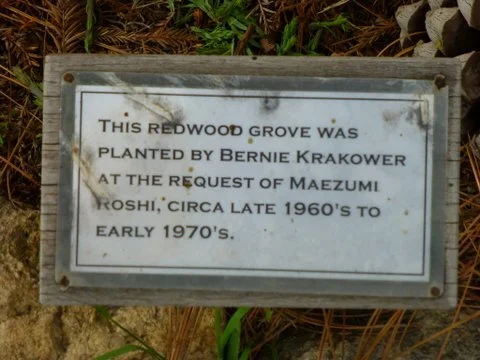 THIS REDWOOD GROVE WAS
PLANTED BY BERNIE KRAKOWER
AT THE REQUEST OF MAEZUMI
ROSHI, CIRCA LATE 1960'S TO
EARLY 1970'S.